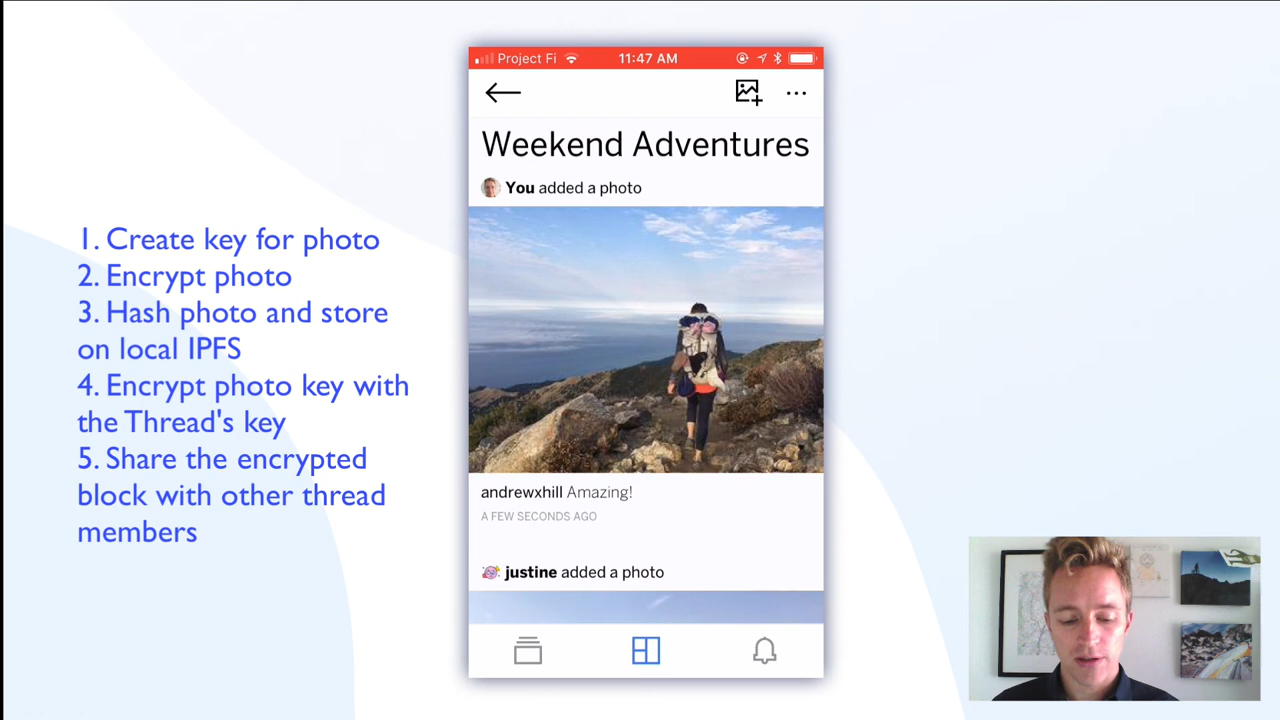 1. Create key for photo
2. Encrypt photo
3. Hash photo and store
on local IPFS
4. Encrypt photo key with
the Thread's key
5. Share the encrypted
block with other thread
members
Project Fi 11:47 AM
Weekend Adventures
You added a photo
andrewxhill Amazing!
A FEW SECONDS AGO
justine added a photo